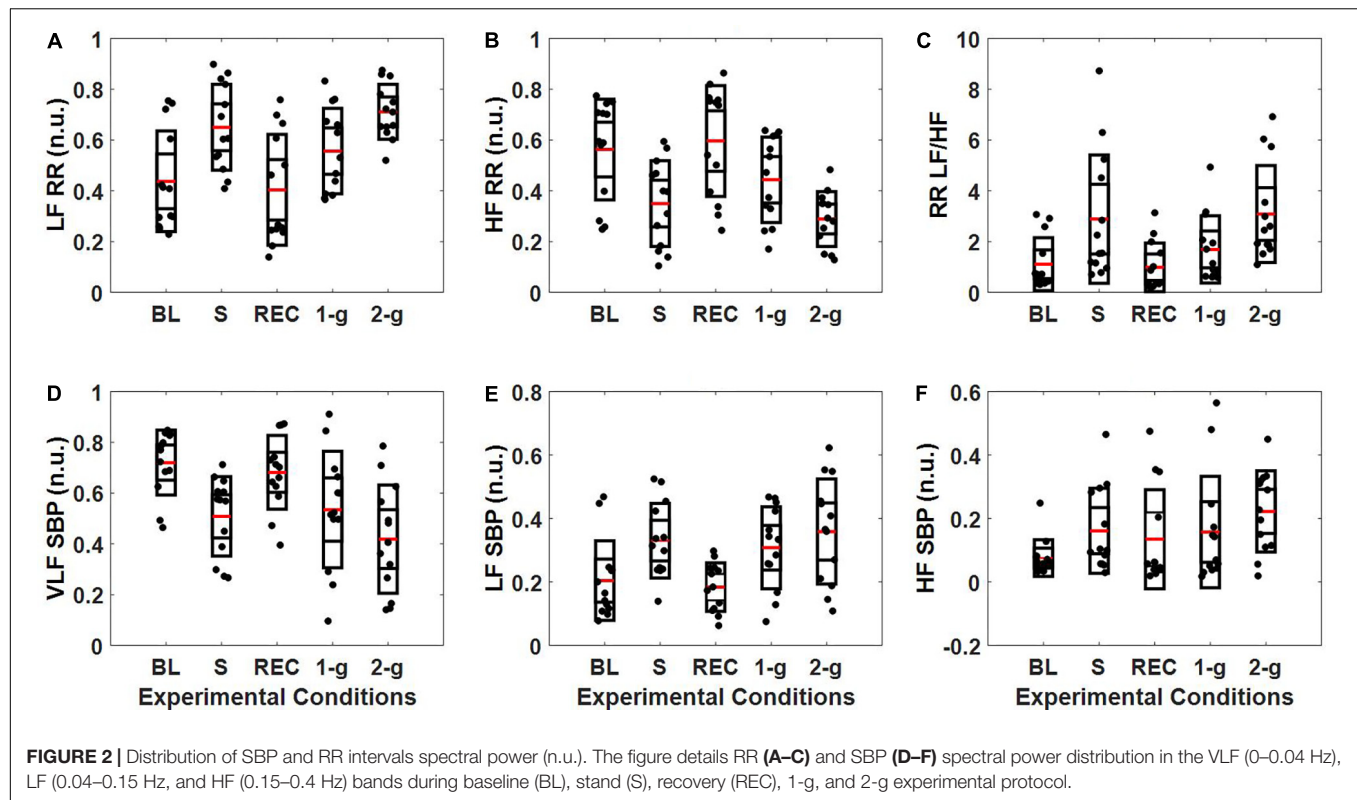 A
LF RR (n.u.)
1
0.8
0.6
0.4
0.2
0
BL S REC 1-g 2-g
B
HF RR (n.u.)
1
0.8
0.6
0.4
0.2
0
BL S REC 1-g 2-g
C
RR LF/HF
10
8
6
4
2
0
BL S REC 1-g 2-g
D
VLF SBP (n.u.)
1
0.8
0.6
0.4
0.2
0
BL S REC 1-g 2-g
Experimental Conditions
E
LF SBP (n.u.)
0.8
0.6
0.4
0.2
0
BL S REC 1-g 2-g
Experimental Conditions
F
HF SBP (n.u.)
0.6
0.4
0.2
0
-0.2
BL S REC 1-g 2-g
Experimental Conditions
FIGURE 2 | Distribution of SBP and RR intervals spectral power (n.u.). The figure details RR (A–C) and SBP (D–F) spectral power distribution in the VLF (0–0.04 Hz),
LF (0.04–0.15 Hz, and HF (0.15–0.4 Hz) bands during baseline (BL), stand (S), recovery (REC), 1-g, and 2-g experimental protocol.